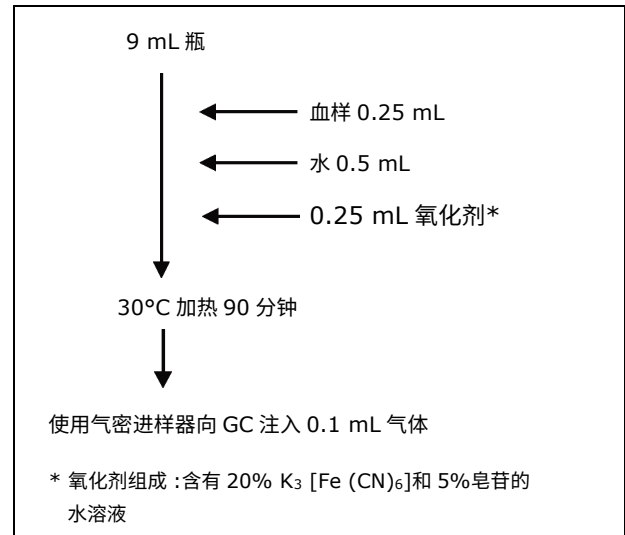 9 mL 瓶
血样 0.25 mL
水 0.5 mL
0.25 mL 氧化剂*
30°C 加热 90 分钟
使用气密进样器向 GC 注入 0.1 mL 气体
* 氧化剂组成 :含有 20% K₃ [Fe (CN)₆]和 5%皂苷的
水溶液